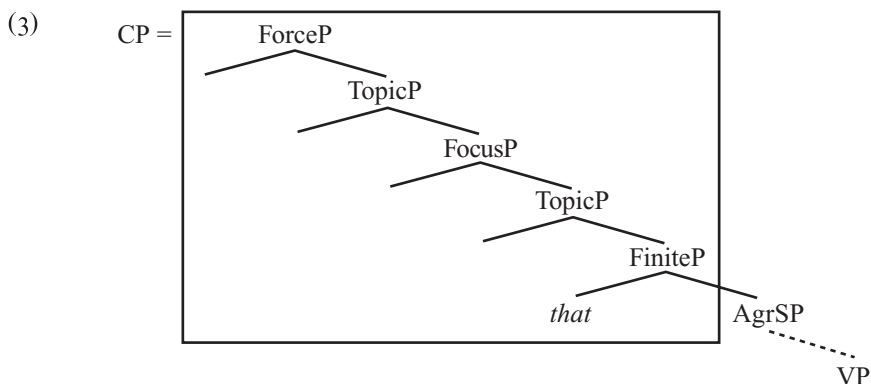 (3)
CP = ForceP
TopicP
FocusP
TopicP
FiniteP
that AgrSP
VP